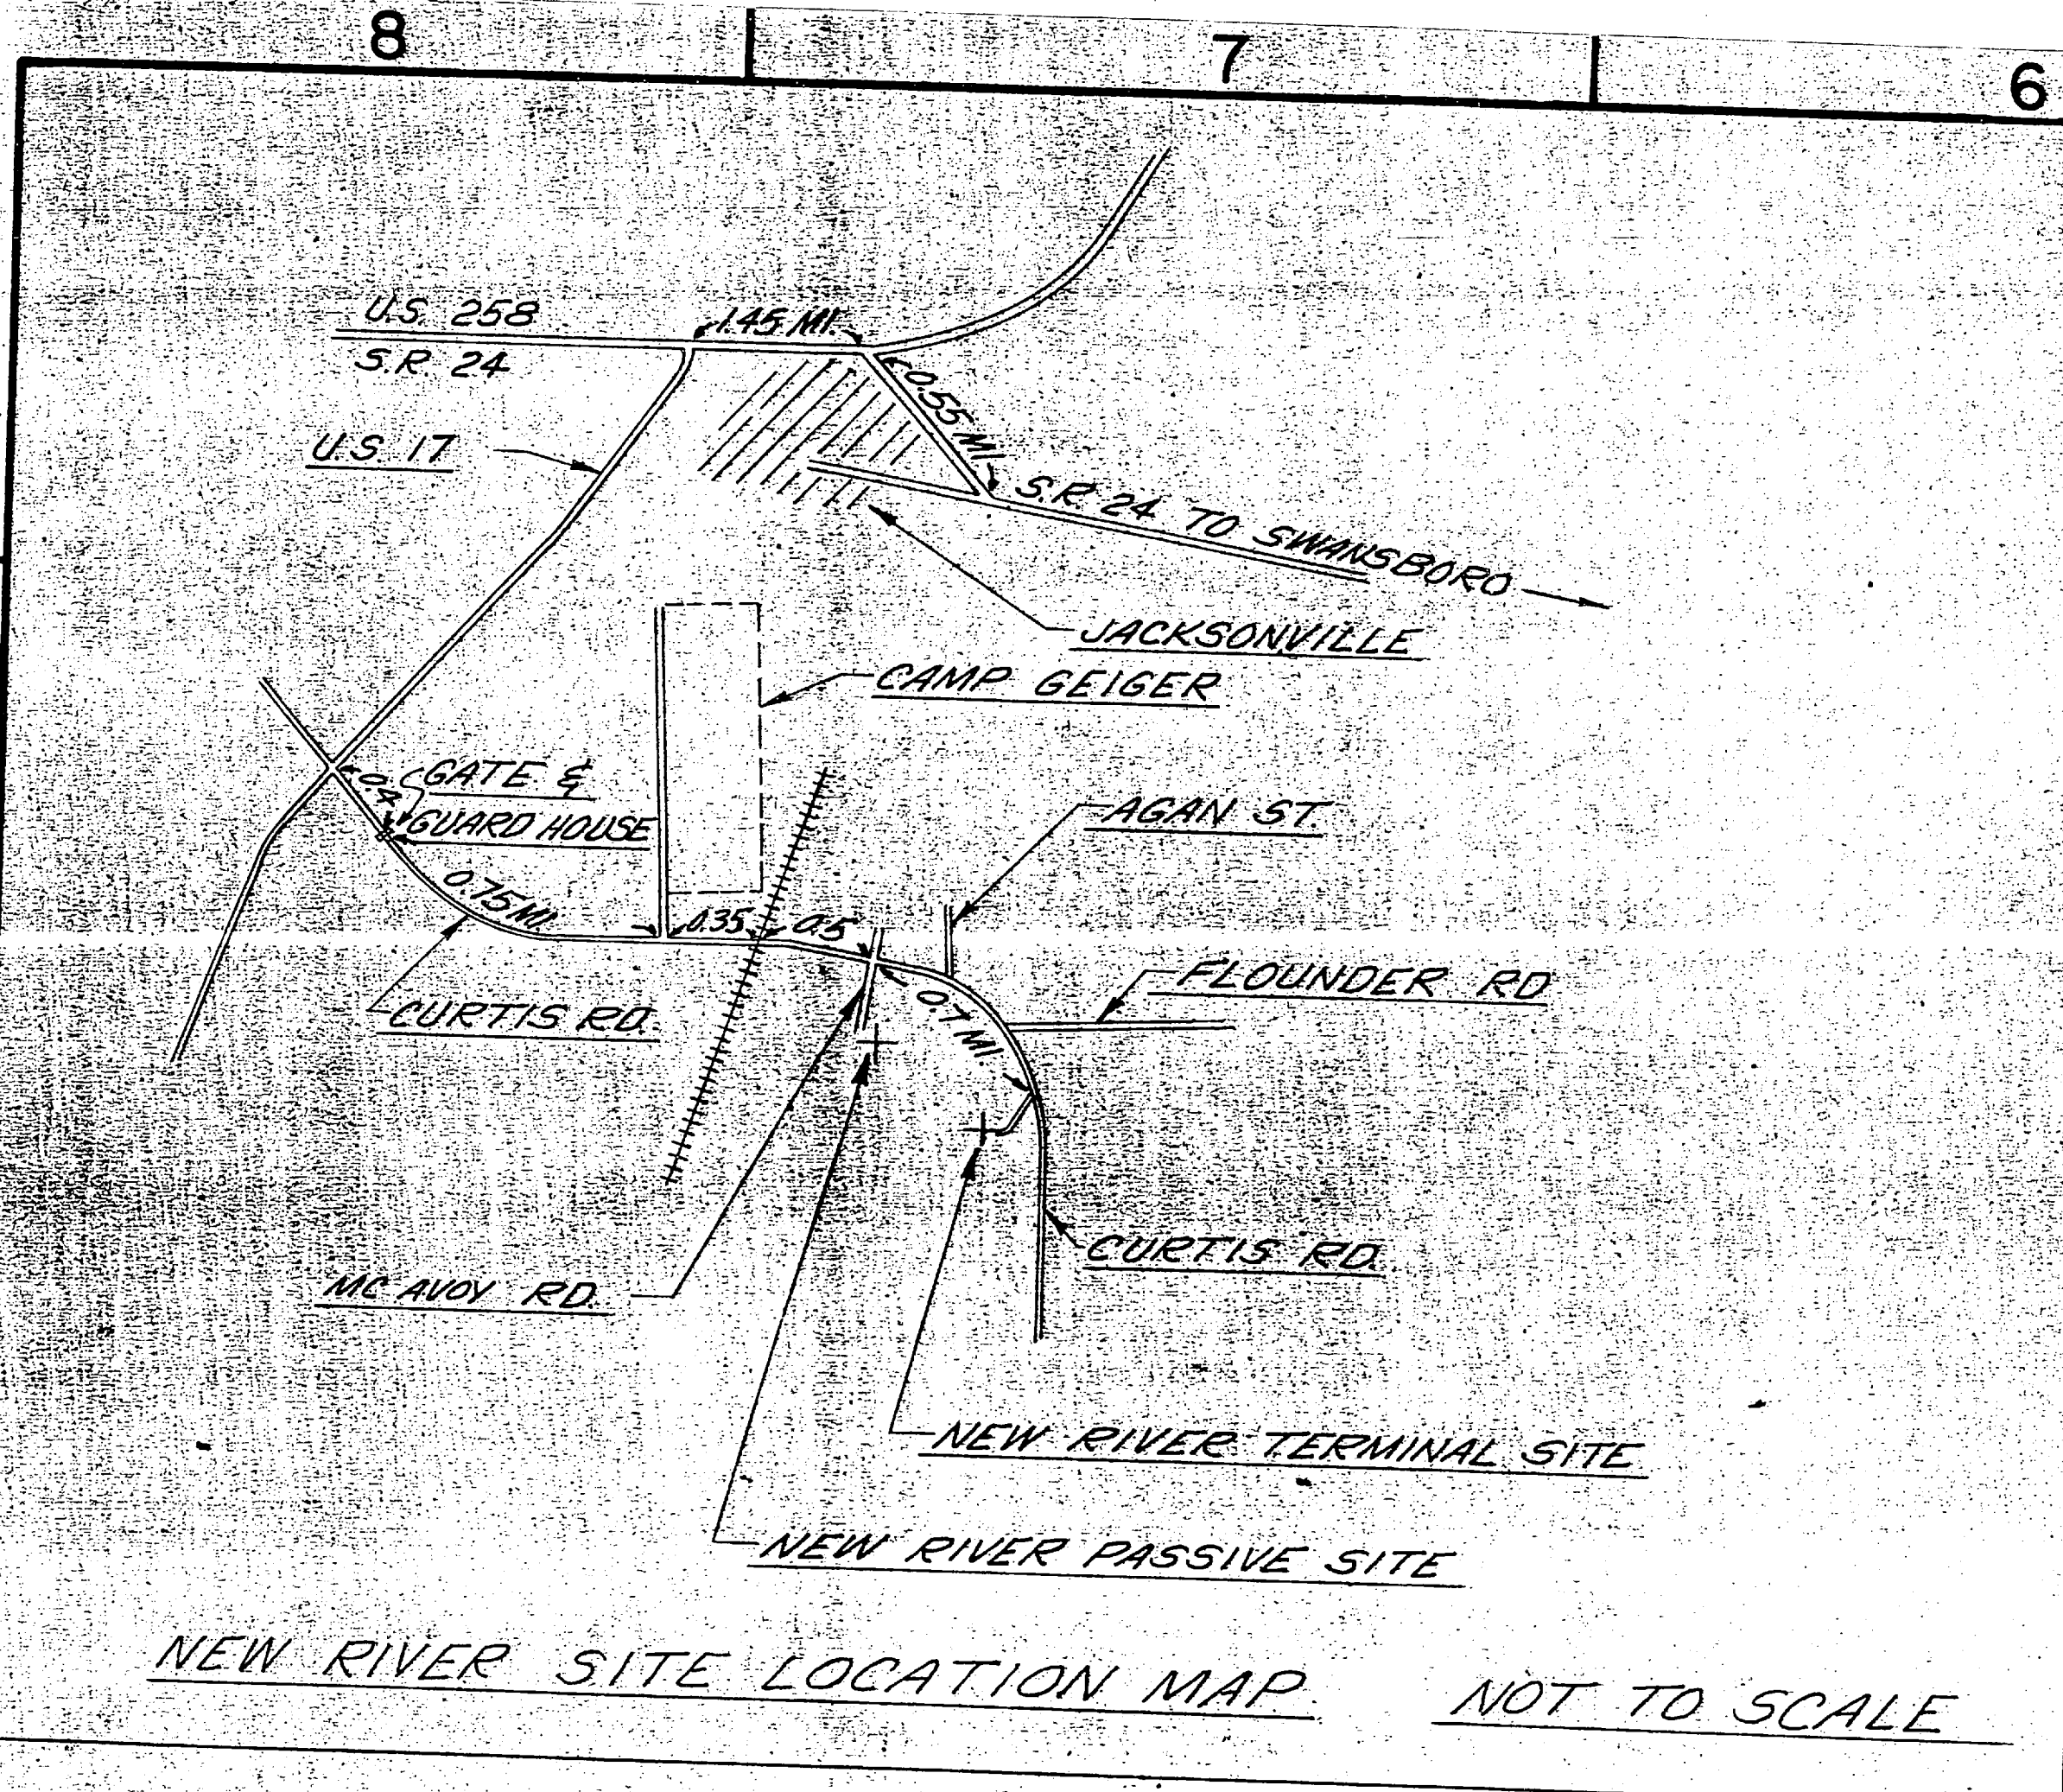 8
7
6
U.S. 258
S.R 24
1.45 MI.
0.55 MI.
U.S. 17
S.R. 24 TO SWANSBORO
JACKSONVILLE
CAMP GEIGER
0.4
GATE &
GUARD HOUSE
AGAN ST.
0.75 MI.
0.35
0.5
FLOUNDER RD
CURTIS RD.
0.7 MI.
CURTIS RD.
MC AVOY RD.
NEW RIVER TERMINAL SITE
NEW RIVER PASSIVE SITE
NEW RIVER SITE LOCATION MAP
NOT TO SCALE